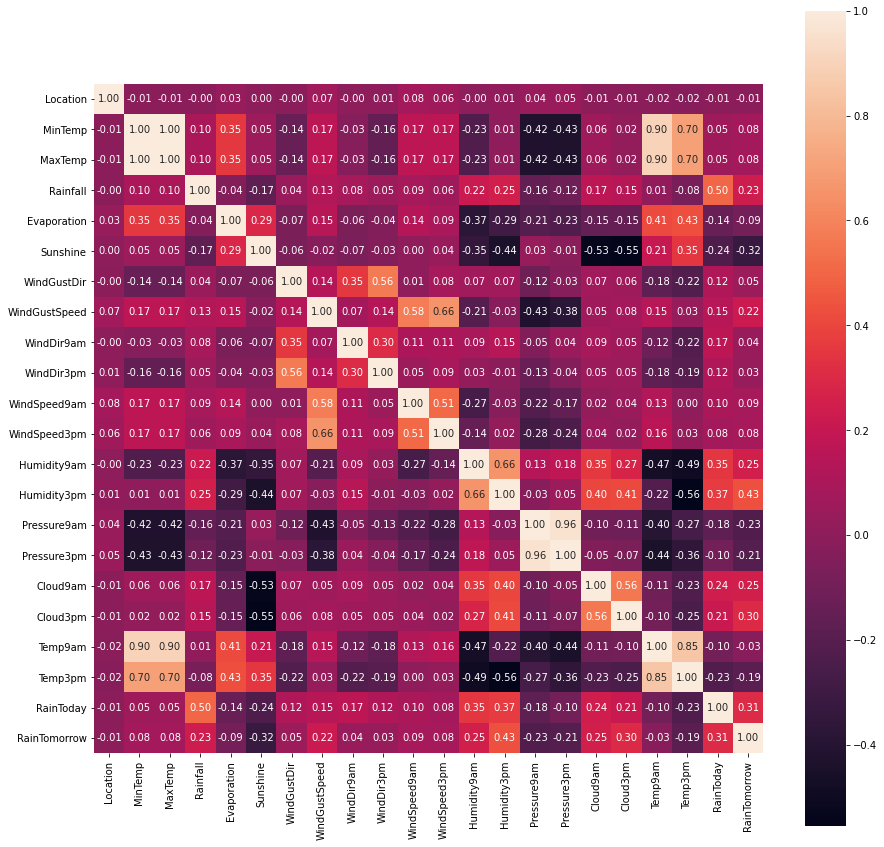 Location 1.00 -0.01 -0.01 -0.00 0.03 0.00 -0.00 0.07 -0.00 0.01 0.08 0.06 -0.00 0.01 0.04 0.05 -0.01 -0.01 -0.02 -0.02 -0.01 -0.01
MinTemp -0.01 1.00 1.00 0.10 0.35 0.05 -0.14 0.17 -0.03 -0.16 0.17 0.17 -0.23 0.01 -0.42 -0.43 0.06 0.02 0.90 0.70 0.05 0.08
MaxTemp -0.01 1.00 1.00 0.10 0.35 0.05 -0.14 0.17 -0.03 -0.16 0.17 0.17 -0.23 0.01 -0.42 -0.43 0.06 0.02 0.90 0.70 0.05 0.08
Rainfall -0.00 0.10 0.10 1.00 -0.04 -0.17 0.04 0.13 0.08 0.05 0.09 0.06 0.22 0.25 -0.16 -0.12 0.17 0.15 0.01 -0.08 0.50 0.23
Evaporation 0.03 0.35 0.35 -0.04 1.00 0.29 -0.07 0.15 -0.06 -0.04 0.14 0.09 -0.37 -0.29 -0.21 -0.23 -0.15 -0.15 0.41 0.43 -0.14 -0.09
Sunshine 0.00 0.05 0.05 -0.17 0.29 1.00 -0.06 -0.02 -0.07 -0.03 0.00 0.04 -0.35 -0.44 0.03 -0.01 -0.53 -0.55 0.21 0.35 -0.24 -0.32
WindGustDir -0.00 -0.14 -0.14 0.04 -0.07 -0.06 1.00 0.14 0.35 0.56 0.01 0.08 0.07 0.07 -0.12 -0.03 0.07 0.06 -0.18 -0.22 0.12 0.05
WindGustSpeed 0.07 0.17 0.17 0.13 0.15 -0.02 0.14 1.00 0.07 0.14 0.58 0.66 -0.21 -0.03 -0.43 -0.38 0.05 0.08 0.15 0.03 0.15 0.22
WindDir9am -0.00 -0.03 -0.03 0.08 -0.06 -0.07 0.35 0.07 1.00 0.30 0.11 0.11 0.09 0.15 -0.05 0.04 0.09 0.05 -0.12 -0.22 0.17 0.04
WindDir3pm 0.01 -0.16 -0.16 0.05 -0.04 -0.03 0.56 0.14 0.30 1.00 0.05 0.09 0.03 -0.01 -0.13 -0.04 0.05 0.05 -0.18 -0.19 0.12 0.03
WindSpeed9am 0.08 0.17 0.17 0.09 0.14 0.00 0.01 0.58 0.11 0.05 1.00 0.51 -0.27 -0.03 -0.22 -0.17 0.02 0.04 0.13 0.00 0.10 0.09
WindSpeed3pm 0.06 0.17 0.17 0.06 0.09 0.04 0.08 0.66 0.11 0.09 0.51 1.00 -0.14 0.02 -0.28 -0.24 0.04 0.02 0.16 0.03 0.08 0.08
Humidity9am -0.00 -0.23 -0.23 0.22 -0.37 -0.35 0.07 -0.21 0.09 0.03 -0.27 -0.14 1.00 0.66 0.13 0.18 0.35 0.27 -0.47 -0.49 0.35 0.25
Humidity3pm 0.01 0.01 0.01 0.25 -0.29 -0.44 0.07 -0.03 0.15 -0.01 -0.03 0.02 0.66 1.00 -0.03 0.05 0.40 0.41 -0.22 -0.56 0.37 0.43
Pressure9am 0.04 -0.42 -0.42 -0.16 -0.21 0.03 -0.12 -0.43 -0.05 -0.13 -0.22 -0.28 0.13 -0.03 1.00 0.96 -0.10 -0.11 -0.40 -0.27 -0.18 -0.23
Pressure3pm 0.05 -0.43 -0.43 -0.12 -0.23 -0.01 -0.03 -0.38 0.04 -0.04 -0.17 -0.24 0.18 0.05 0.96 1.00 -0.05 -0.07 -0.44 -0.36 -0.10 -0.21
Cloud9am -0.01 0.06 0.06 0.17 -0.15 -0.53 0.07 0.05 0.09 0.05 0.02 0.04 0.35 0.40 -0.10 -0.05 1.00 0.56 -0.11 -0.23 0.24 0.25
Cloud3pm -0.01 0.02 0.02 0.15 -0.15 -0.55 0.06 0.08 0.05 0.05 0.04 0.02 0.27 0.41 -0.11 -0.07 0.56 1.00 -0.10 -0.25 0.21 0.30
Temp9am -0.02 0.90 0.90 0.01 0.41 0.21 -0.18 0.15 -0.12 -0.18 0.13 0.16 -0.47 -0.22 -0.40 -0.44 -0.11 -0.10 1.00 0.85 -0.10 -0.03
Temp3pm -0.02 0.70 0.70 -0.08 0.43 0.35 -0.22 0.03 -0.22 -0.19 0.00 0.03 -0.49 -0.56 -0.27 -0.36 -0.23 -0.25 0.85 1.00 -0.23 -0.19
RainToday -0.01 0.05 0.05 0.50 -0.14 -0.24 0.12 0.15 0.17 0.12 0.10 0.08 0.35 0.37 -0.18 -0.10 0.24 0.21 -0.10 -0.23 1.00 0.31
RainTomorrow -0.01 0.08 0.08 0.23 -0.09 -0.32 0.05 0.22 0.04 0.03 0.09 0.08 0.25 0.43 -0.23 -0.21 0.25 0.30 -0.03 -0.19 0.31 1.00
Location
MinTemp
MaxTemp
Rainfall
Evaporation
Sunshine
WindGustDir
WindGustSpeed
WindDir9am
WindDir3pm
WindSpeed9am
WindSpeed3pm
Humidity9am
Humidity3pm
Pressure9am
Pressure3pm
Cloud9am
Cloud3pm
Temp9am
Temp3pm
RainToday
RainTomorrow
1.0
0.8
0.6
0.4
0.2
0.0
−0.2
−0.4